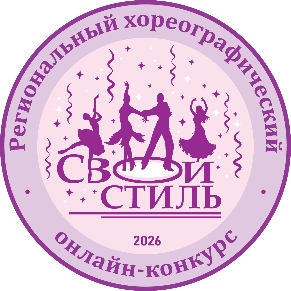 Региональный хореографический
СВОЙ
СТИЛЬ
2026
онлайн-конкурс